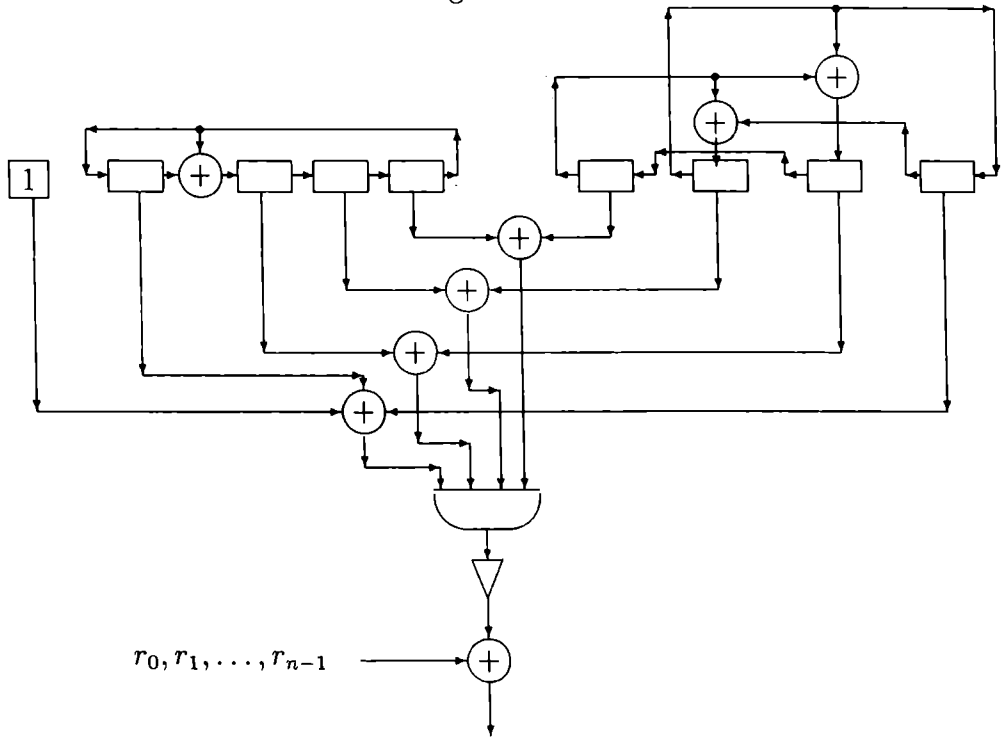 1
r_0, r_1, \ldots, r_{n-1}